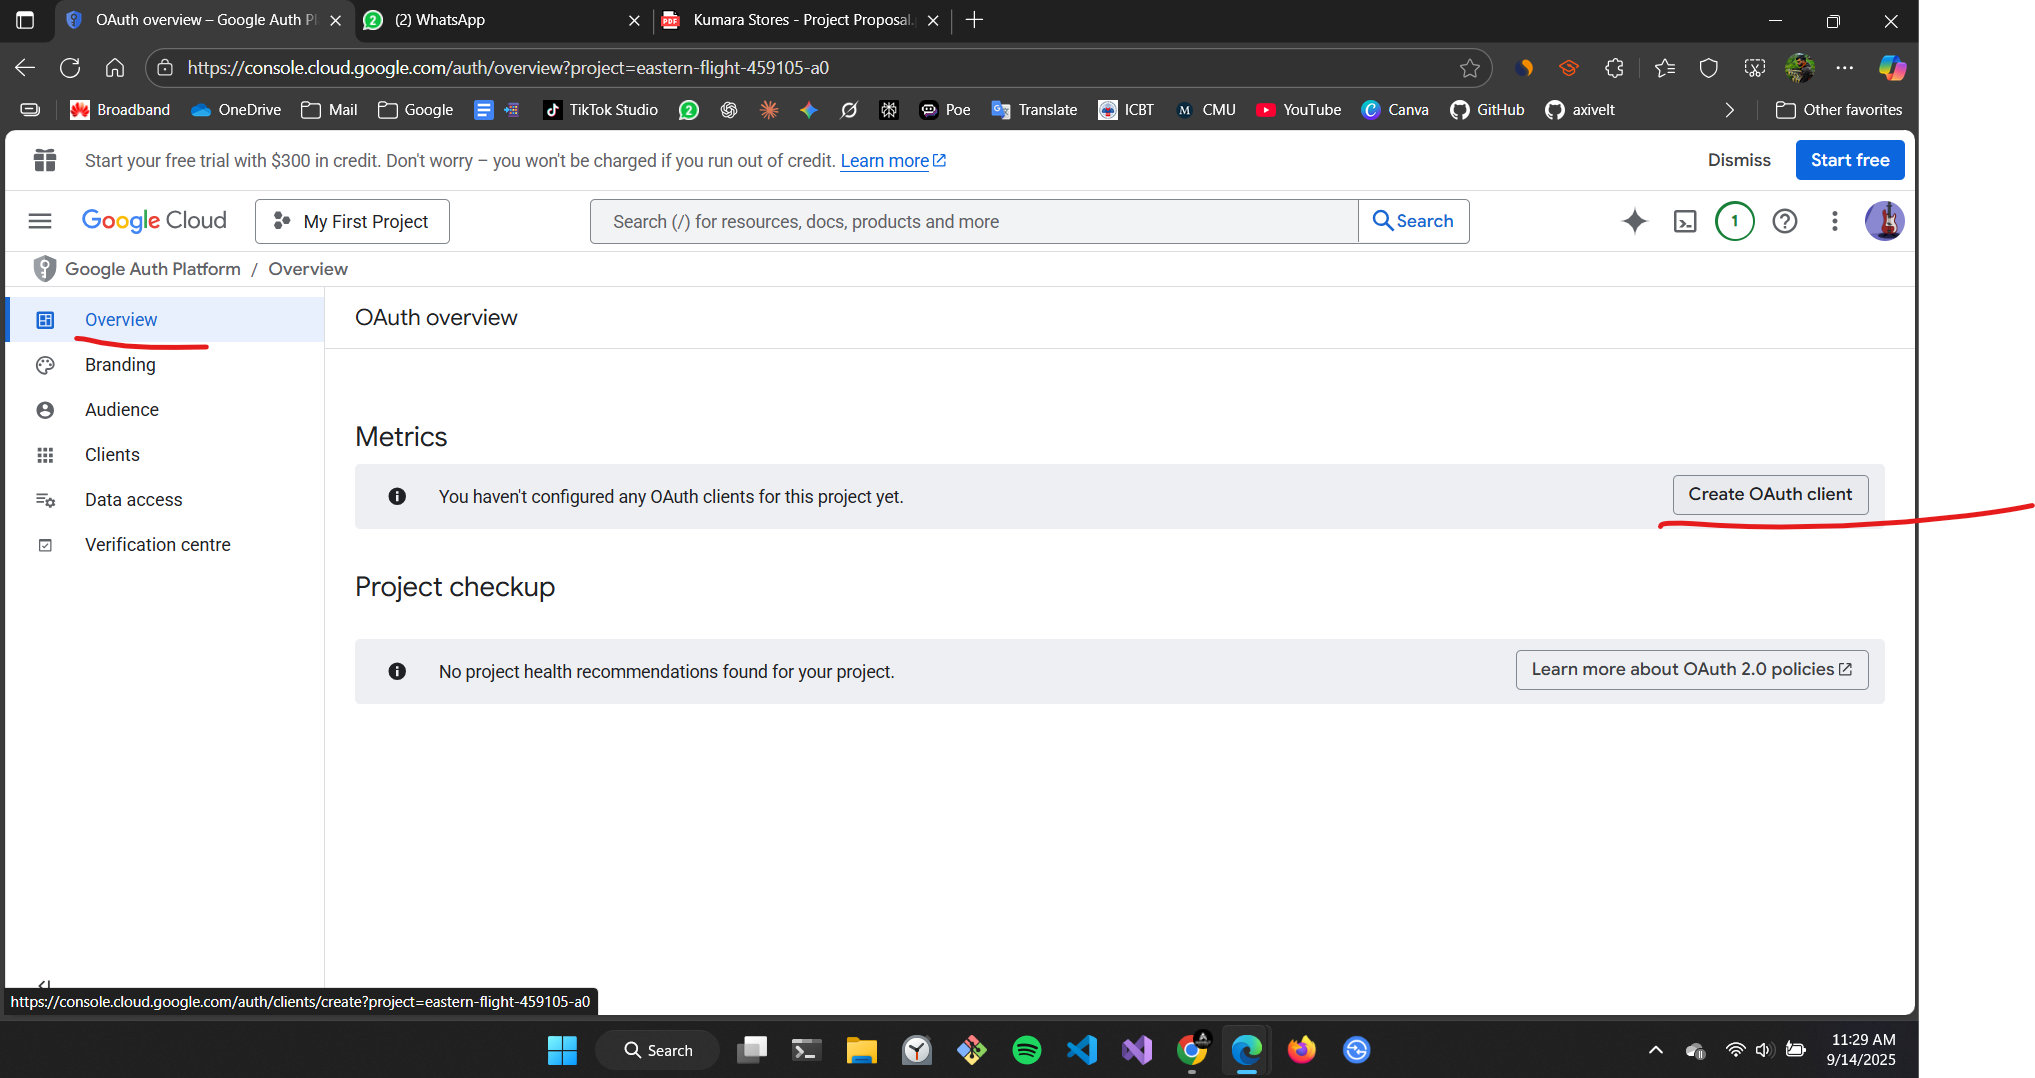 OAuth overview – Google Auth Pl
(2) WhatsApp
PDF
Kumara Stores - Project Proposal.
https://console.cloud.google.com/auth/overview?project=eastern-flight-459105-a0
Broadband
OneDrive
Mail
Google
TikTok Studio
2
Poe
Translate
ICBT
M
CMU
YouTube
Canva
GitHub
axivelt
Other favorites
Start your free trial with $300 in credit. Don't worry – you won't be charged if you run out of credit. Learn more
Dismiss
Start free
Google Cloud
My First Project
Search (/) for resources, docs, products and more
Search
1
Google Auth Platform / Overview
Overview
Branding
Audience
Clients
Data access
Verification centre
OAuth overview
Metrics
You haven't configured any OAuth clients for this project yet.
Create OAuth client
Project checkup
No project health recommendations found for your project.
Learn more about OAuth 2.0 policies
https://console.cloud.google.com/auth/clients/create?project=eastern-flight-459105-a0
Search
11:29 AM
9/14/2025